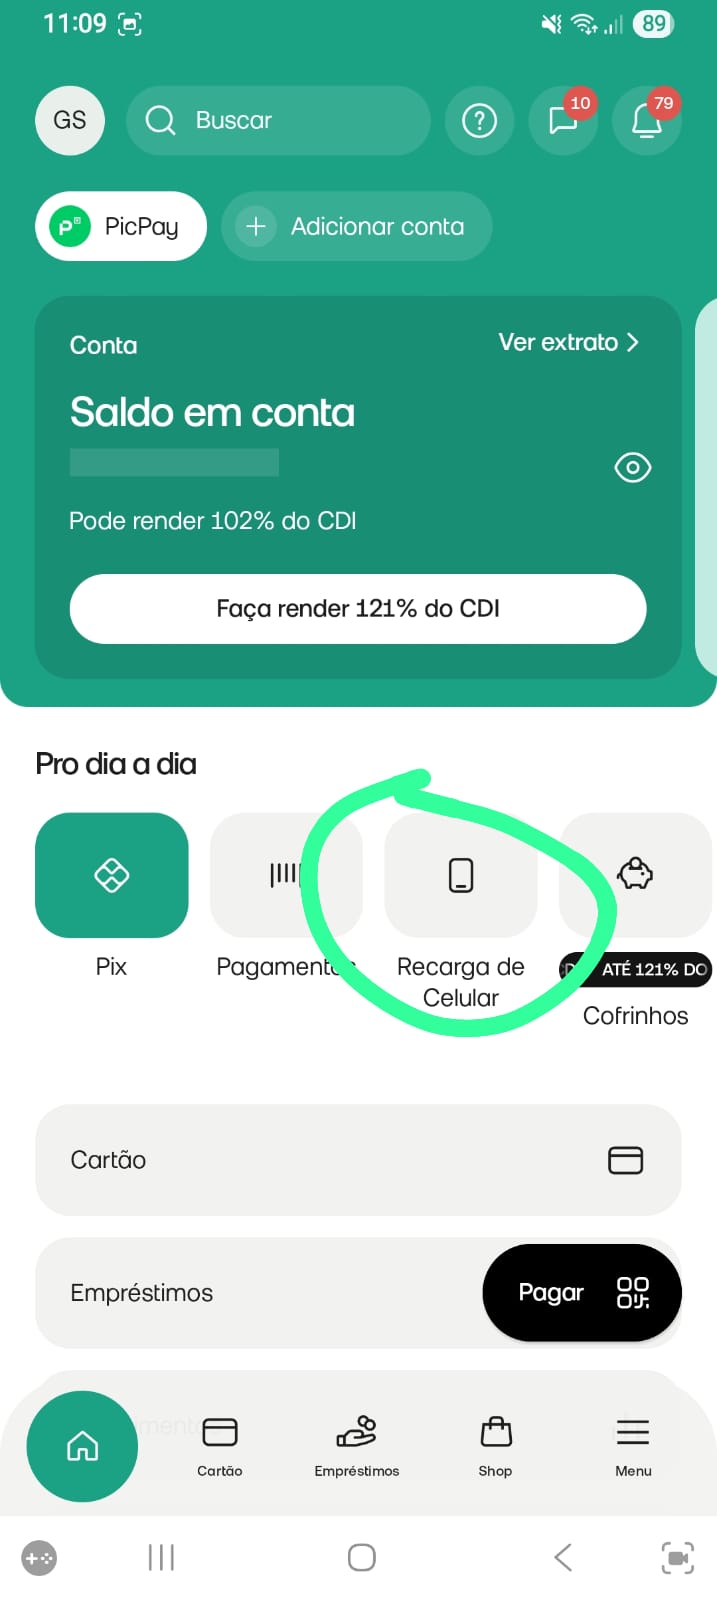 11:09
89
GS
Buscar
?
10
79
PicPay
Adicionar conta
Conta
Ver extrato
Saldo em conta
Pode render 102% do CDI
Faça render 121% do CDI
Pro dia a dia
Pix
Pagamentos
Recarga de
Celular
ATÉ 121% DO
Cofrinhos
Cartão
Empréstimos
Pagar
Cartão
Empréstimos
Shop
Menu